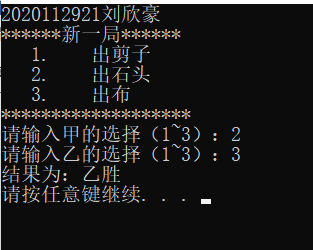 2020112921刘欣豪
******新一局******
1. 出剪子
2. 出石头
3. 出布
*******************
请输入甲的选择（1~3）：2
请输入乙的选择（1~3）：3
结果为：乙胜
请按任意键继续. . .